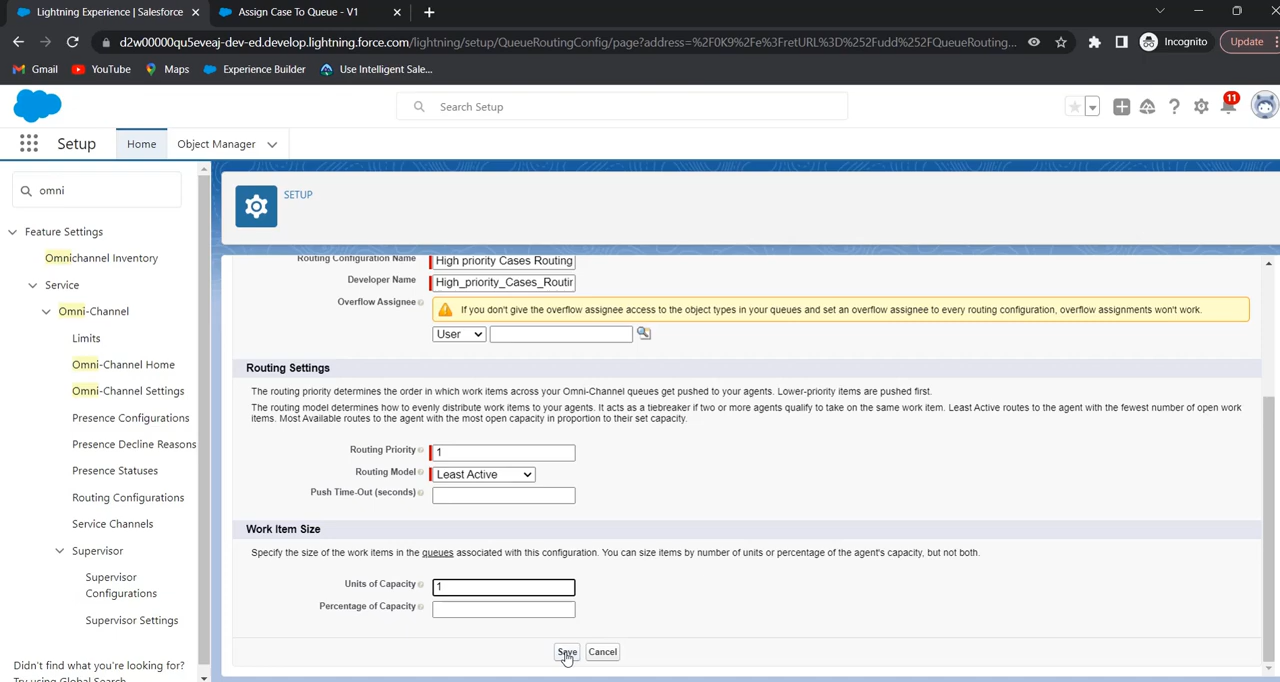 Lightning Experience | Salesforce
Assign Case To Queue - V1
d2w00000qu5eveaj-dev-ed.develop.lightning.force.com/lightning/setup/QueueRoutingConfig/page?address=%2F0K9%2Fe%3FretURL%3D%252Fudd%252FQueueRouting...
Incognito
Update
Gmail
YouTube
Maps
Experience Builder
Use Intelligent Sale...
Search Setup
11
Setup
Home
Object Manager
omni
SETUP
Feature Settings
Omnichannel Inventory
Service
Omni-Channel
Limits
Omni-Channel Home
Omni-Channel Settings
Presence Configurations
Presence Decline Reasons
Presence Statuses
Routing Configurations
Service Channels
Supervisor
Supervisor
Configurations
Supervisor Settings
Didn't find what you're looking for?
Try using Global Search
Routing Configuration Name High priority Cases Routing
Developer Name High_priority_Cases_Routir
Overflow Assignee
If you don't give the overflow assignee access to the object types in your queues and set an overflow assignee to every routing configuration, overflow assignments won't work.
User
Routing Settings
The routing priority determines the order in which work items across your Omni-Channel queues get pushed to your agents. Lower-priority items are pushed first.
The routing model determines how to evenly distribute work items to your agents. It acts as a tiebreaker if two or more agents qualify to take on the same work item. Least Active routes to the agent with the fewest number of open work
items. Most Available routes to the agent with the most open capacity in proportion to their set capacity.
Routing Priority 1
Routing Model Least Active
Push Time-Out (seconds)
Work Item Size
Specify the size of the work items in the queues associated with this configuration. You can size items by number of units or percentage of the agent's capacity, but not both.
Units of Capacity 1
Percentage of Capacity
Save Cancel